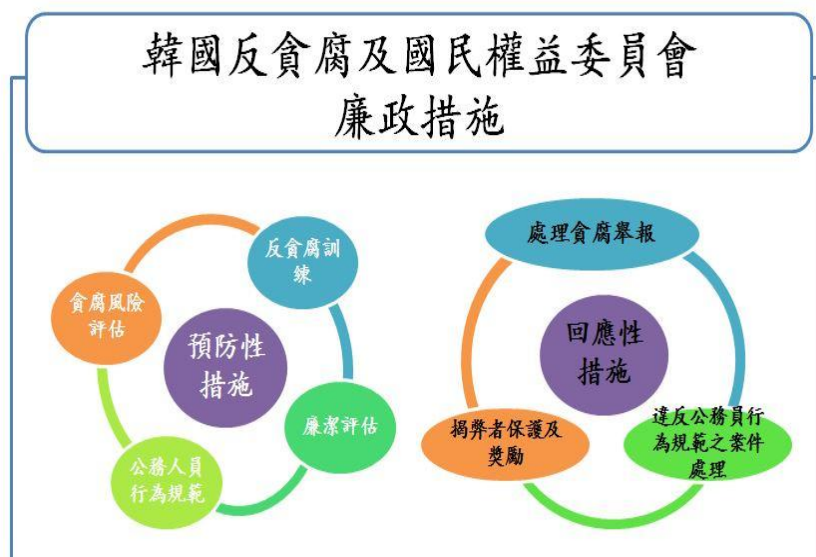 韓國反貪腐及國民權益委員會
廉政措施
反貪腐訓
練
貪腐風險
評估
預防性
措施
廉潔評估
公務人員
行為規範
處理貪腐舉報
回應性
措施
揭弊者保護及
獎勵
違反公務員行
為規範之案件
處理